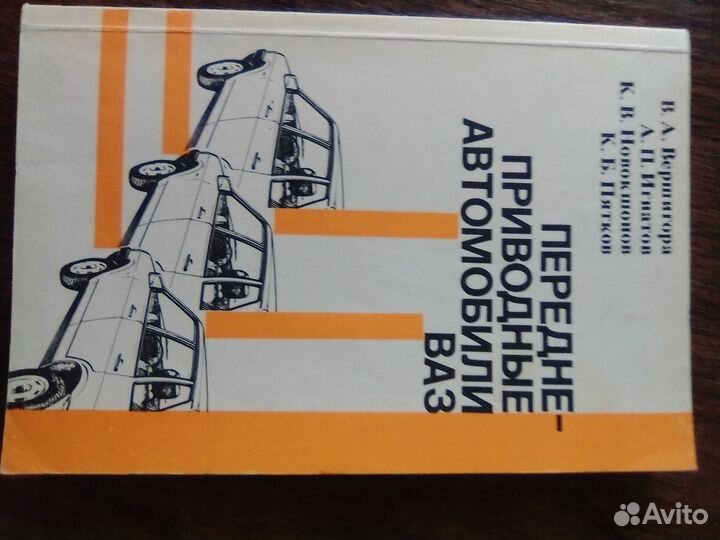 В. А. Вершигора
А. П. Игнатов
К. В. Новокшонов
К. Б. Пятков
ПЕРЕДНЕ-
ПРИВОДНЫЕ
АВТОМОБИЛИ
ВАЗ
Avito